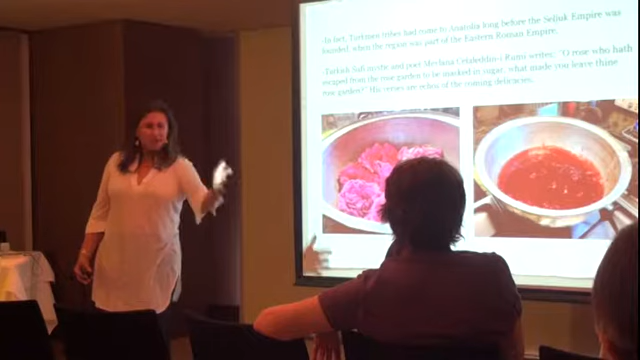 -In fact, Turkmen tribes had come to Anatolia long before the Seljuk Empire was
founded when the region was part of the Eastern Roman Empire.
-Turkish Sufi mythic and poet Mevlana Celaleddin-i Rumi writes: "O rose who hath
escaped from the rose garden to be masked in sugar, what made you leave thine
rose garden?" His verses are echos of the coming delicacies.